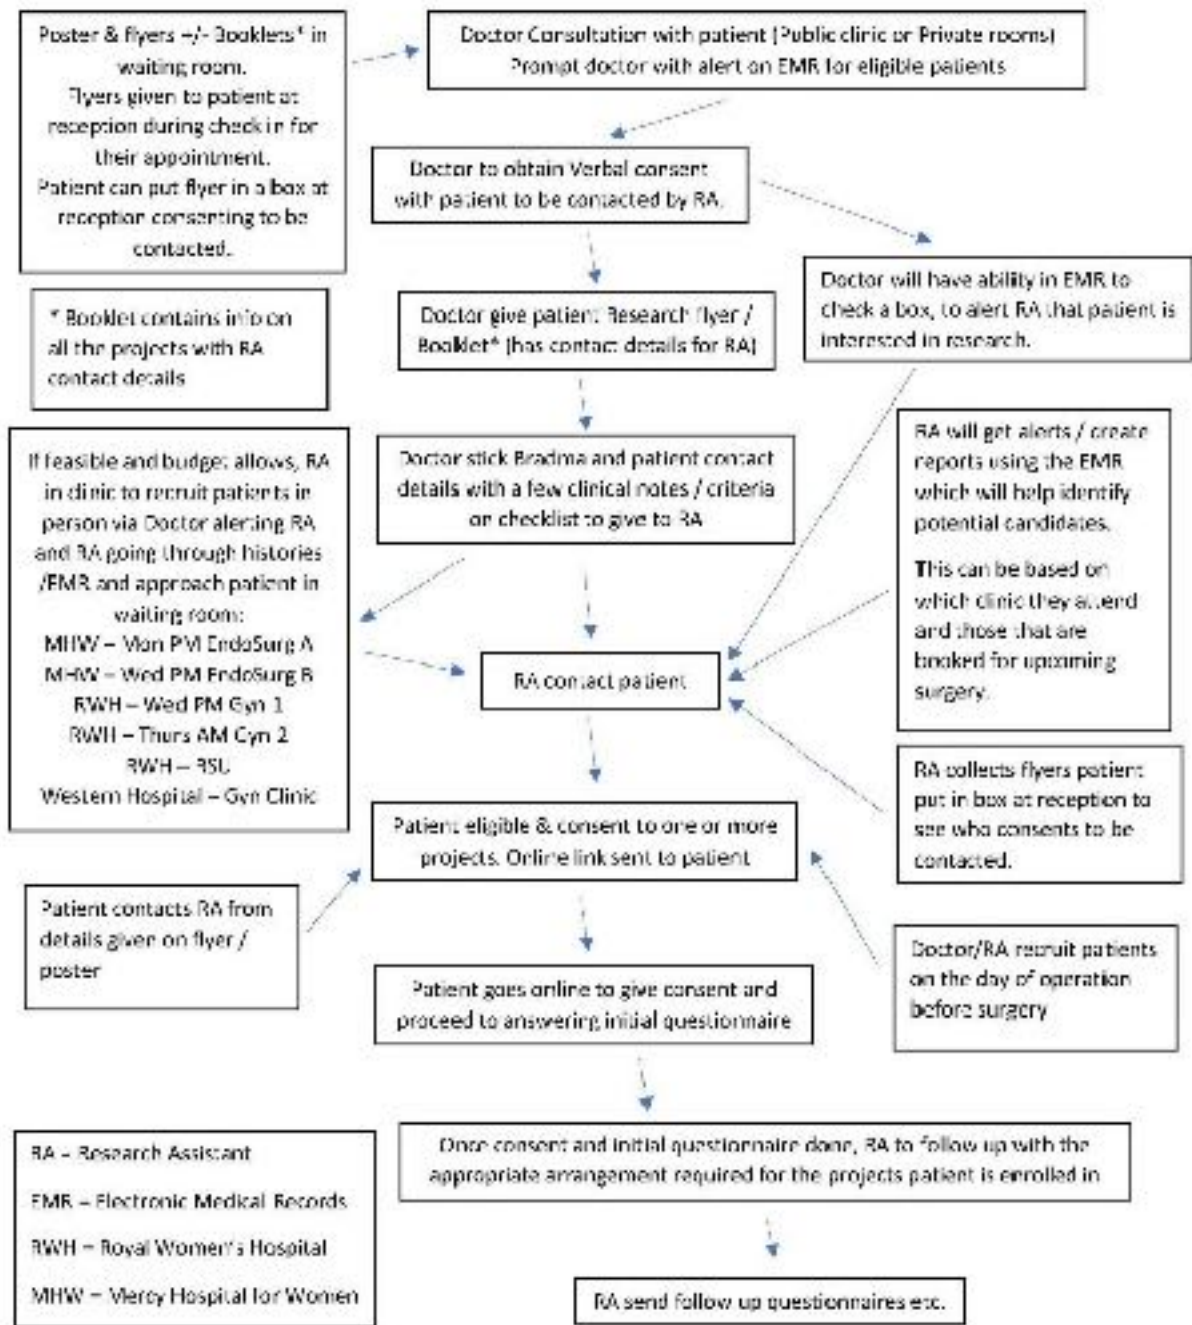 Poster & flyers +/- Booklets* in
waiting room.
Flyers given to patient at
reception during check in for
their appointment.
Patient can put flyer in a box at
reception consenting to be
contacted.
Doctor Consultation with patient (Public clinic or Private rooms)
Prompt doctor with alert on EMR for eligible patients
Doctor to obtain Verbal consent
with patient to be contacted by RA.
* Booklet contains info on
all the projects with RA
contact details
Doctor give patient Research flyer /
Booklet* (has contact details for RA)
Doctor will have ability in EMR to
check a box, to alert RA that patient is
interested in research.
If feasible and budget allows, RA
in clinic to recruit patients in
person via Doctor alerting RA
and RA going through histories
/EMR and approach patient in
waiting room:
MHW – Mon PM EndoSurg A
MHW – Wed PM EndoSurg B
RWH – Wed PM Gyn 1
RWH – Thurs AM Gyn 2
RWH – RSU
Western Hospital – Gyn Clinic
Doctor stick Bradma and patient contact
details with a few clinical notes / criteria
on checklist to give to RA
RA will get alerts / create
reports using the EMR
which will help identify
potential candidates.
This can be based on
which clinic they attend
and those that are
booked for upcoming
surgery.
RA contact patient
RA collects flyers patient
put in box at reception to
see who consents to be
contacted.
Patient eligible & consent to one or more
projects. Online link sent to patient
Patient contacts RA from
details given on flyer /
poster
Doctor/RA recruit patients
on the day of operation
before surgery
Patient goes online to give consent and
proceed to answering initial questionnaire
Once consent and initial questionnaire done, RA to follow up with the
appropriate arrangement required for the projects patient is enrolled in
RA – Research Assistant
EMR – Electronic Medical Records
RWH – Royal Women's Hospital
MHW – Mercy Hospital for Women
RA send follow up questionnaires etc.